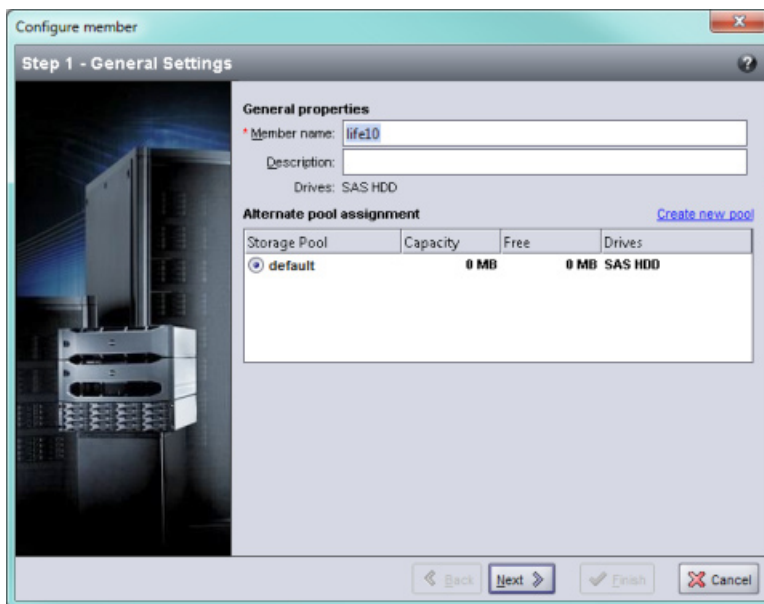 Configure member
Step 1 - General Settings
General properties
* Member name: life10
Description:
Drives: SAS HDD
Alternate pool assignment Create new pool
Storage Pool Capacity Free Drives
default 0 MB 0 MB SAS HDD
Back Next Finish Cancel